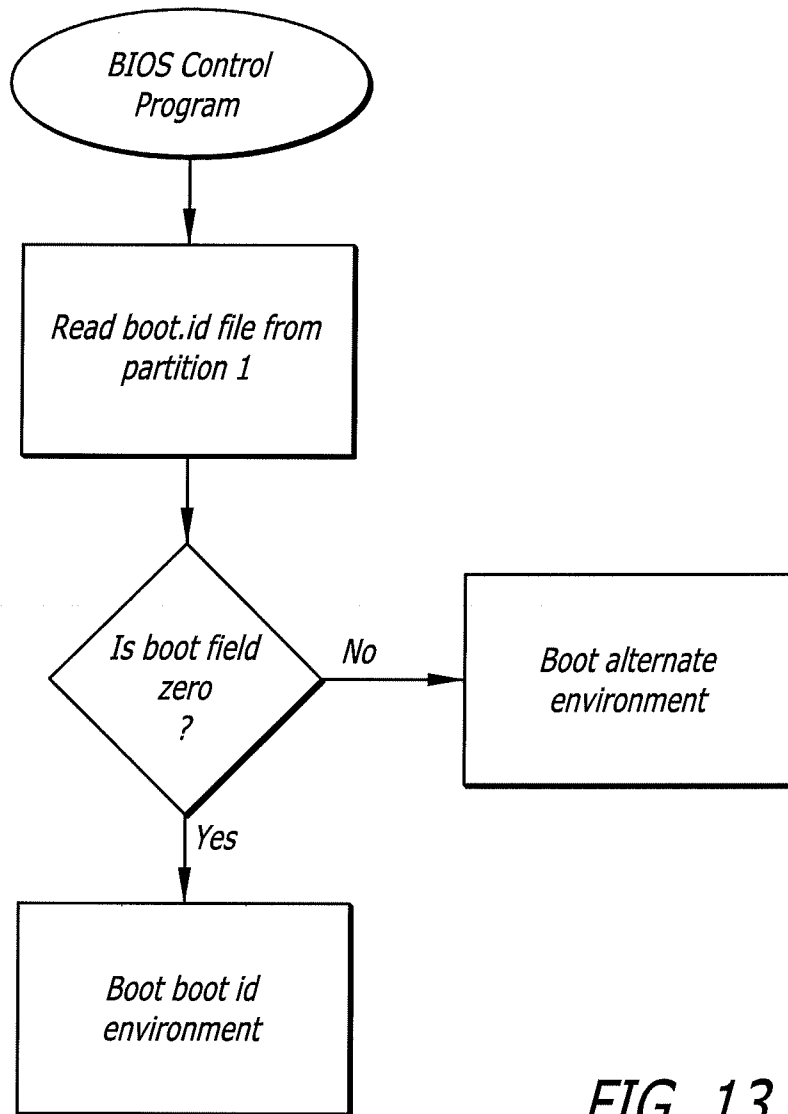 BIOS Control
Program
Read boot.id file from
partition 1
Is boot field
zero
?
No
Boot alternate
environment
Yes
Boot boot id
environment
FIG. 13